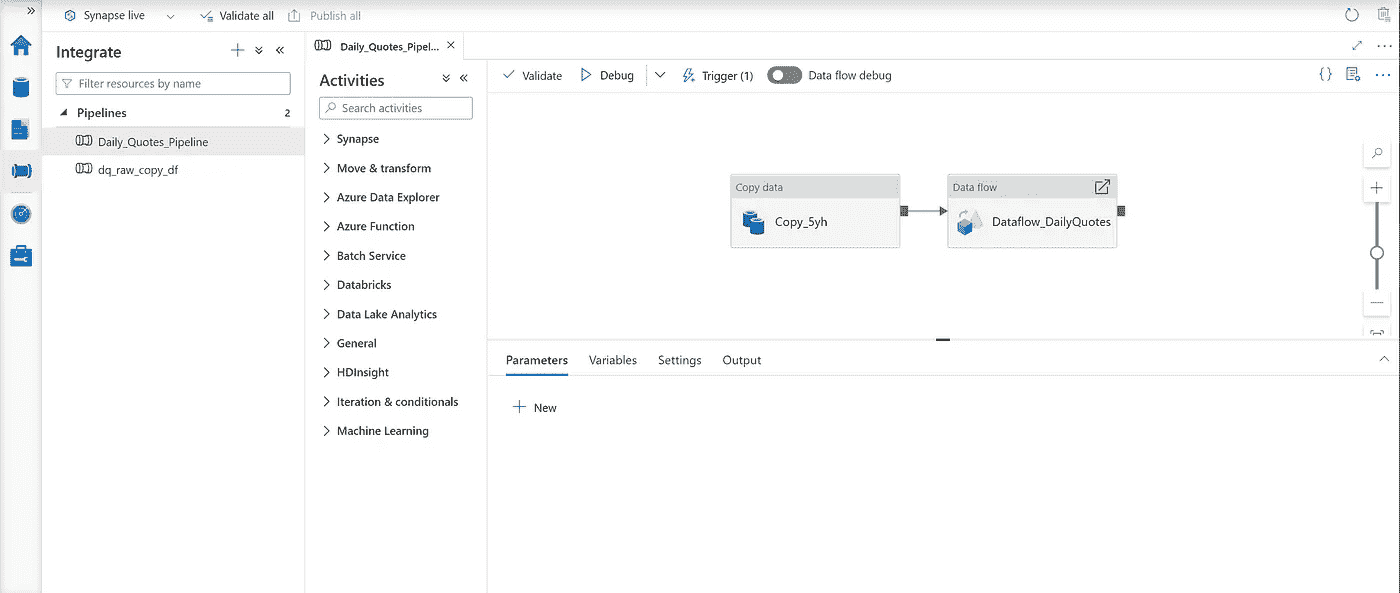 Synapse live
Validate all
Publish all
Integrate
Filter resources by name
Pipelines
2
Daily_Quotes_Pipeline
dq_raw_copy_df
Daily_Quotes_Pipel...
Activities
Search activities
Synapse
Move & transform
Azure Data Explorer
Azure Function
Batch Service
Databricks
Data Lake Analytics
General
HDInsight
Iteration & conditionals
Machine Learning
Validate
Debug
Trigger (1)
Data flow debug
Copy data
Copy_5yh
Data flow
Dataflow_DailyQuotes
Parameters
Variables
Settings
Output
New